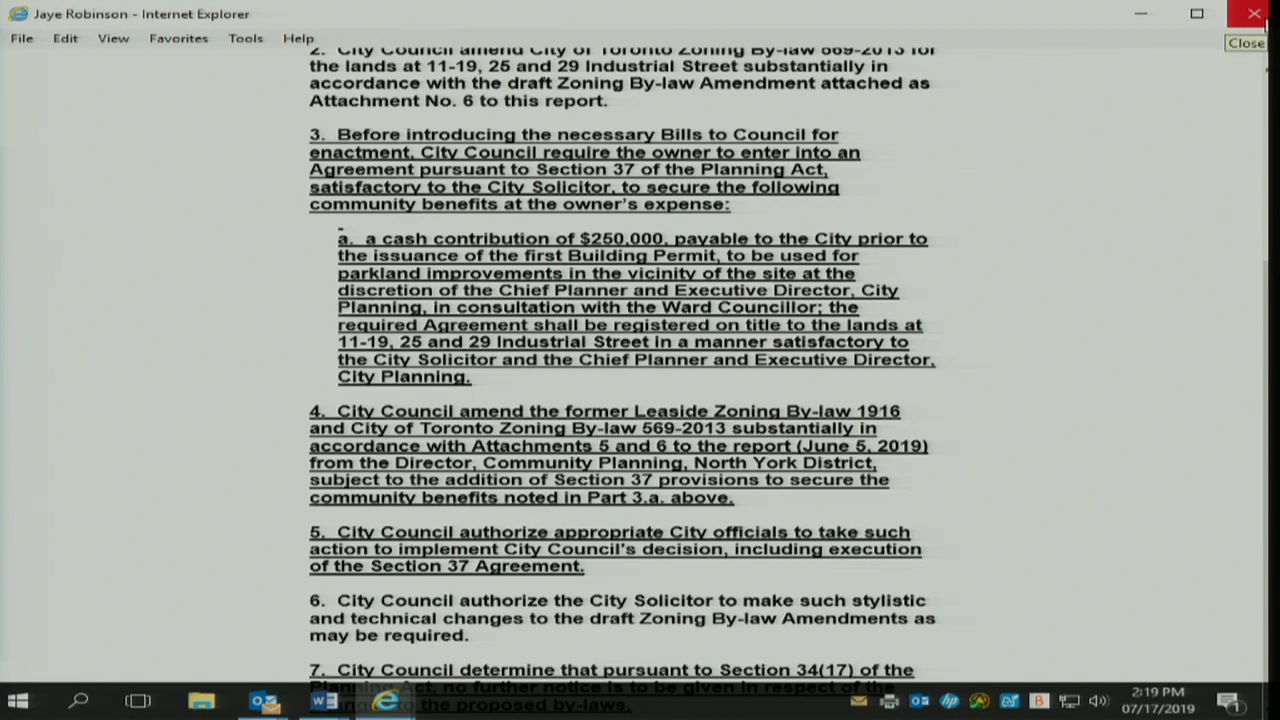 Jaye Robinson - Internet Explorer
File Edit View Favorites Tools Help
Close
2. City Council amend City of Toronto Zoning By-law 569-2013 for
the lands at 11-19, 25 and 29 Industrial Street substantially in
accordance with the draft Zoning By-law Amendment attached as
Attachment No. 6 to this report.
3. Before introducing the necessary Bills to Council for
enactment, City Council require the owner to enter into an
Agreement pursuant to Section 37 of the Planning Act,
satisfactory to the City Solicitor, to secure the following
community benefits at the owner's expense:
a. a cash contribution of $250,000, payable to the City prior to
the issuance of the first Building Permit, to be used for
parkland improvements in the vicinity of the site at the
discretion of the Chief Planner and Executive Director, City
Planning, in consultation with the Ward Councillor; the
required Agreement shall be registered on title to the lands at
11-19, 25 and 29 Industrial Street in a manner satisfactory to
the City Solicitor and the Chief Planner and Executive Director,
City Planning.
4. City Council amend the former Leaside Zoning By-law 1916
and City of Toronto Zoning By-law 569-2013 substantially in
accordance with Attachments 5 and 6 to the report (June 5, 2019)
from the Director, Community Planning, North York District,
subject to the addition of Section 37 provisions to secure the
community benefits noted in Part 3.a. above.
5. City Council authorize appropriate City officials to take such
action to implement City Council's decision, including execution
of the Section 37 Agreement.
6. City Council authorize the City Solicitor to make such stylistic
and technical changes to the draft Zoning By-law Amendments as
may be required.
7. City Council determine that pursuant to Section 34(17) of the
Planning Act, no further notice is to be given in respect of the
to the proposed by-laws.
2:19 PM
07/17/2019